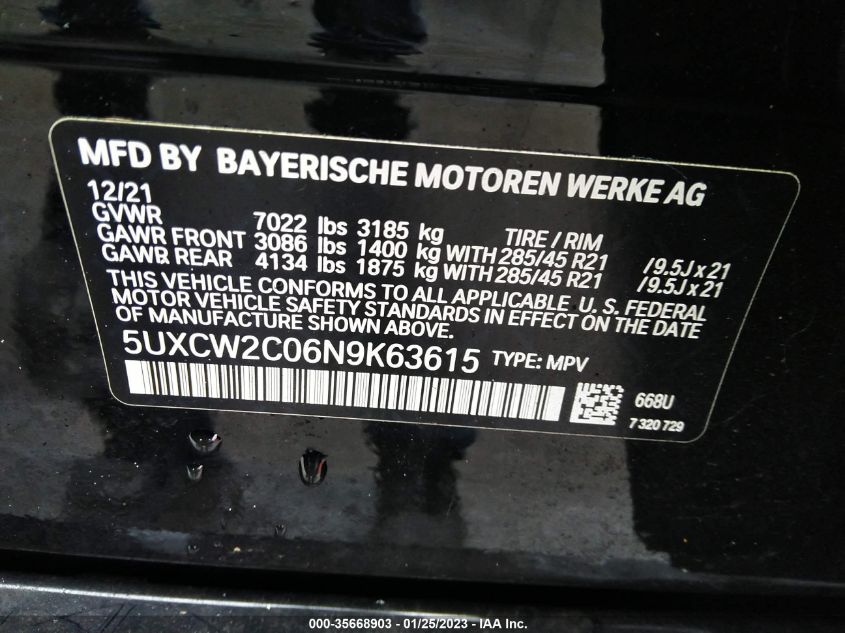 MFD BY BAYERISCHE MOTOREN WERKE AG
12/21
GVWR 7022 lbs 3185 kg TIRE / RIM
GAWR FRONT 3086 lbs 1400 kg WITH 285/45 R21 /9.5J x 21
GAWR REAR 4134 lbs 1875 kg WITH 285/45 R21 /9.5J x 21
THIS VEHICLE CONFORMS TO ALL APPLICABLE U. S. FEDERAL
MOTOR VEHICLE SAFETY STANDARDS IN EFFECT ON THE DATE
OF MANUFACTURE SHOWN ABOVE.
5UXCW2C06N9K63615 TYPE: MPV
668U
7 320 729
000-35668903 - 01/25/2023 - IAA Inc.